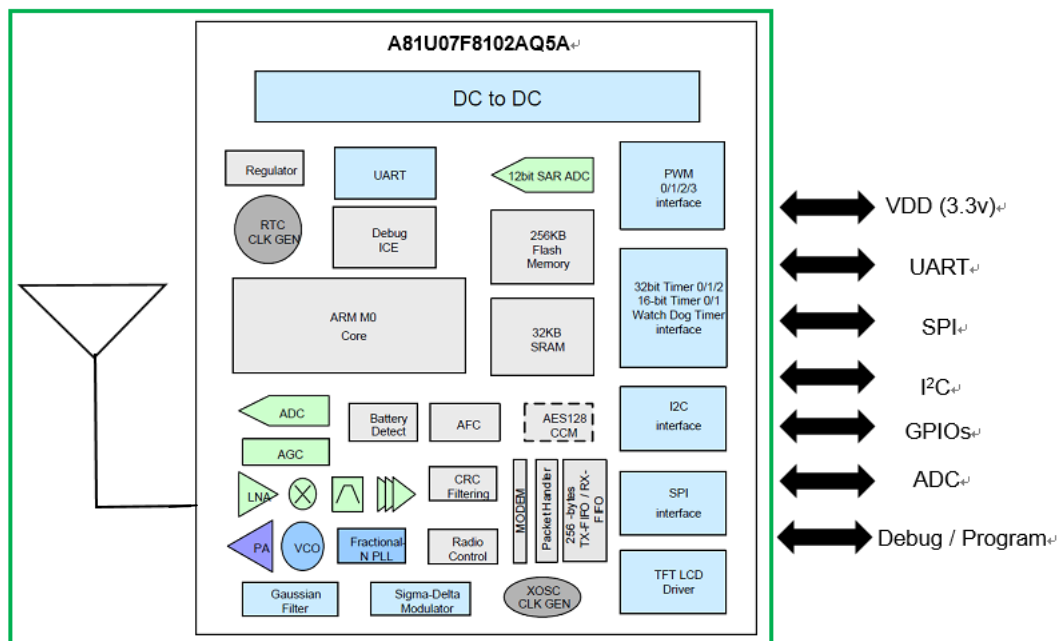 A81U07F8102AQ5A
DC to DC
Regulator
UART
12bit SAR ADC
PWM
0/1/2/3
interface
RTC
CLK GEN
Debug
ICE
256KB
Flash
Memory
32bit Timer 0/1/2
16-bit Timer 0/1
Watch Dog Timer
interface
ARM M0
Core
32KB
SRAM
ADC
Battery
Detect
AFC
AES128
CCM
I2C
interface
AGC
LNA
CRC
Filtering
MODEM
Packet Handler
256 -bytes
TX-FIFO / RX-
FIFO
SPI
interface
PA
VCO
Fractional-
N PLL
Radio
Control
Gaussian
Filter
Sigma-Delta
Modulator
XOSC
CLK GEN
TFT LCD
Driver
VDD (3.3v)
UART
SPI
I²C
GPIOs
ADC
Debug / Program